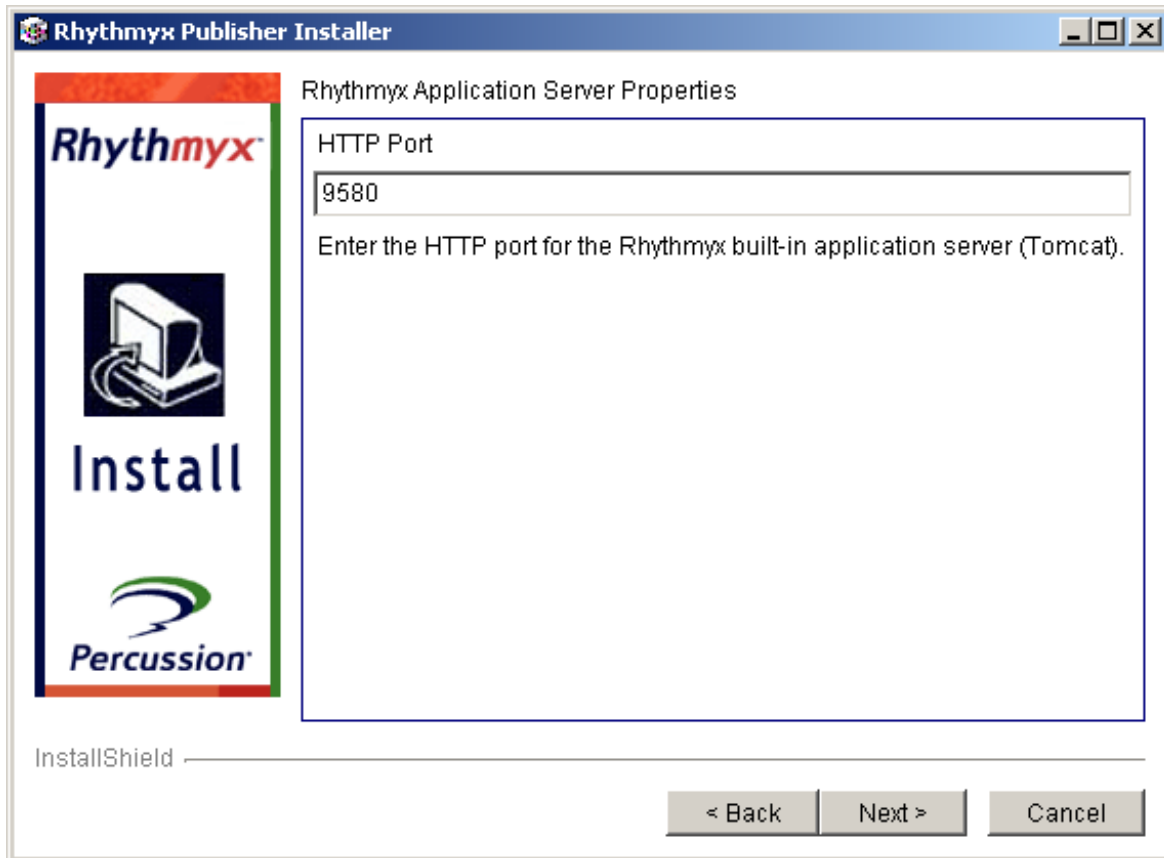 Rhythmyx Publisher Installer
Rhythmyx Application Server Properties
Rhythmyx
HTTP Port
9580
Enter the HTTP port for the Rhythmyx built-in application server (Tomcat).
Install
Percussion
InstallShield
< Back
Next >
Cancel